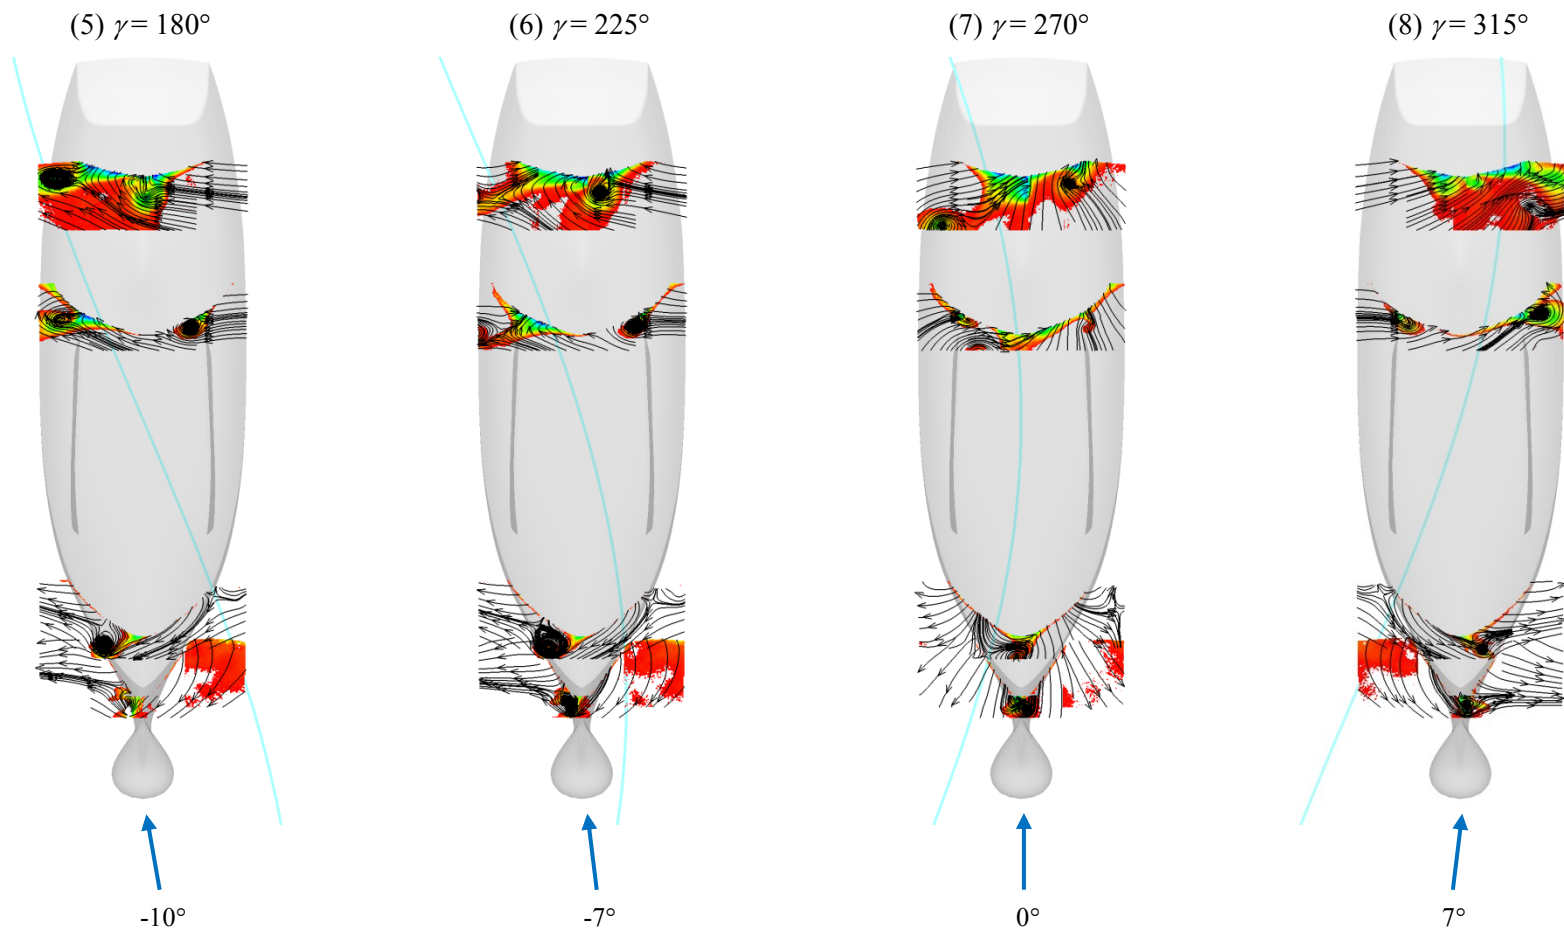 (5) γ = 180°
(6) γ = 225°
(7) γ = 270°
(8) γ = 315°
-10°
-7°
0°
7°